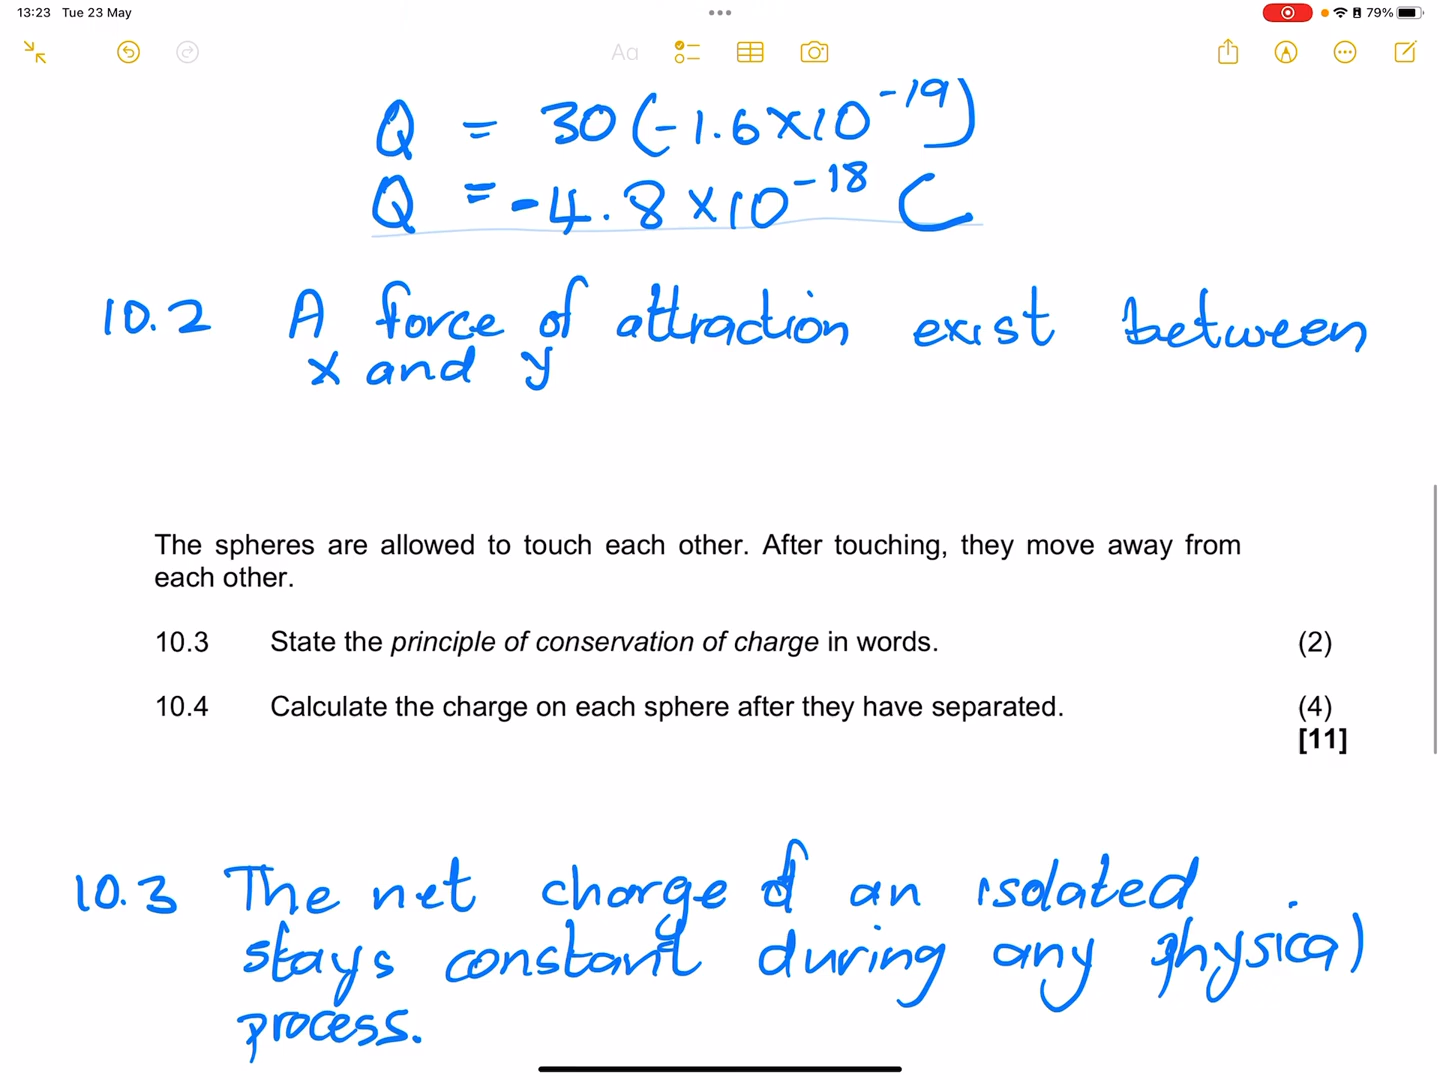 13:23 Tue 23 May
79%
Aa
Q = 30(-1.6×10⁻¹⁹)
Q = -4.8×10⁻¹⁸ C
10.2 A force of attraction exist between
x and y
The spheres are allowed to touch each other. After touching, they move away from
each other.
10.3 State the principle of conservation of charge in words. (2)
10.4 Calculate the charge on each sphere after they have separated. (4)
[11]
10.3 The net charge of an isolated
stays constant during any physical
process.